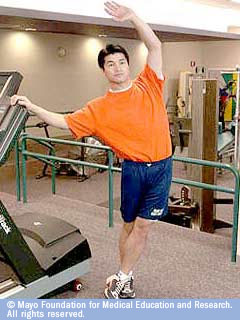 © Mayo Foundation for Medical Education and Research.
All rights reserved.